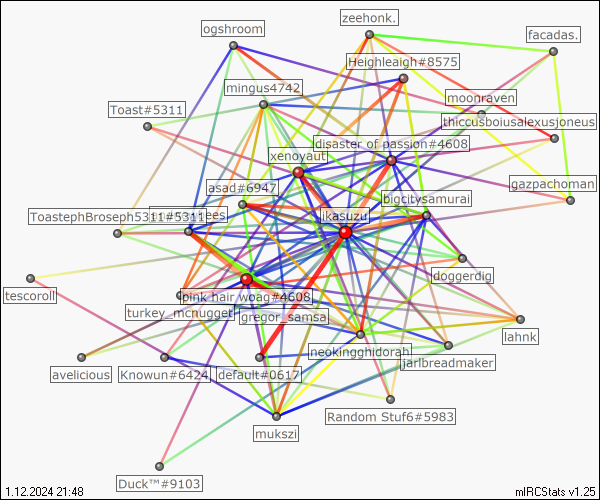 zeehonk.
ogshroom
facadas.
Heighleigh#8575
mingus4742
moonraven
Toast#5311
thiccusboiusalexusjoneus
disaster of passion#4608
xenoyaut
asad#6947
gazpachoman
bigcitysamurai
ToastephBroseph5311#5311
ees
ikasuzu
doggerdig
tescoroll
pink hair woag#4608
turkey_mcnugget
gregor_samsa
lahnk
neokingghidorah
jarlbreadmaker
avelicious
Knowun#6424
default#0617
Random Stuf6#5983
mukszi
Duck™#9103
1.12.2024 21:48
mIRCStats v1.25